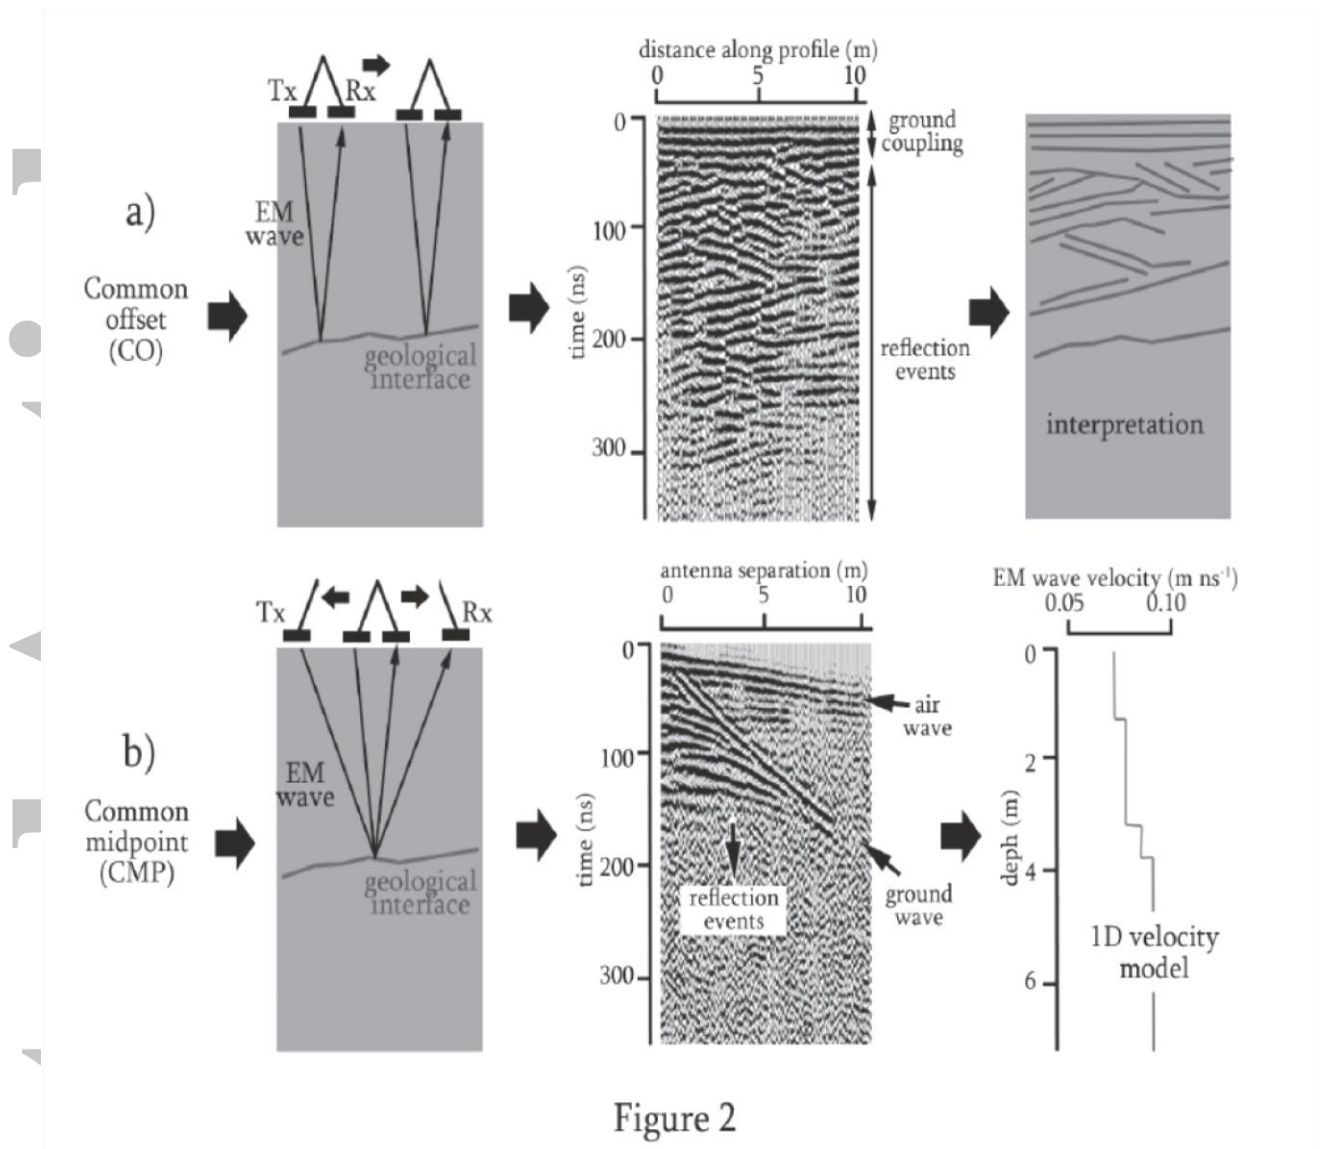 distance along profile (m)
0 5 10
Tx Rx
0
ground
coupling
a)
EM
wave
100
Common
offset
(CO)
time (ns)
200
geological
interface
reflection
events
300
interpretation
antenna separation (m)
0 5 10
EM wave velocity (m ns⁻¹)
0.05 0.10
Tx Rx
0
air
wave
b)
EM
wave
100
Common
midpoint
(CMP)
time (ns)
200
geological
interface
reflection
events
ground
wave
300
0
2
deph (m)
4
1D velocity
model
6
Figure 2